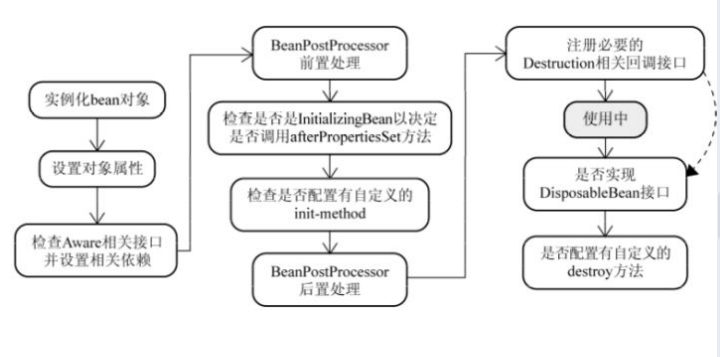 实例化bean对象
设置对象属性
检查Aware相关接口
并设置相关依赖
BeanPostProcessor
前置处理
检查是否是InitializingBean以决定
是否调用afterPropertiesSet方法
检查是否配置有自定义的
init-method
BeanPostProcessor
后置处理
注册必要的
Destruction相关回调接口
使用中
是否实现
DisposableBean接口
是否配置有自定义的
destroy方法